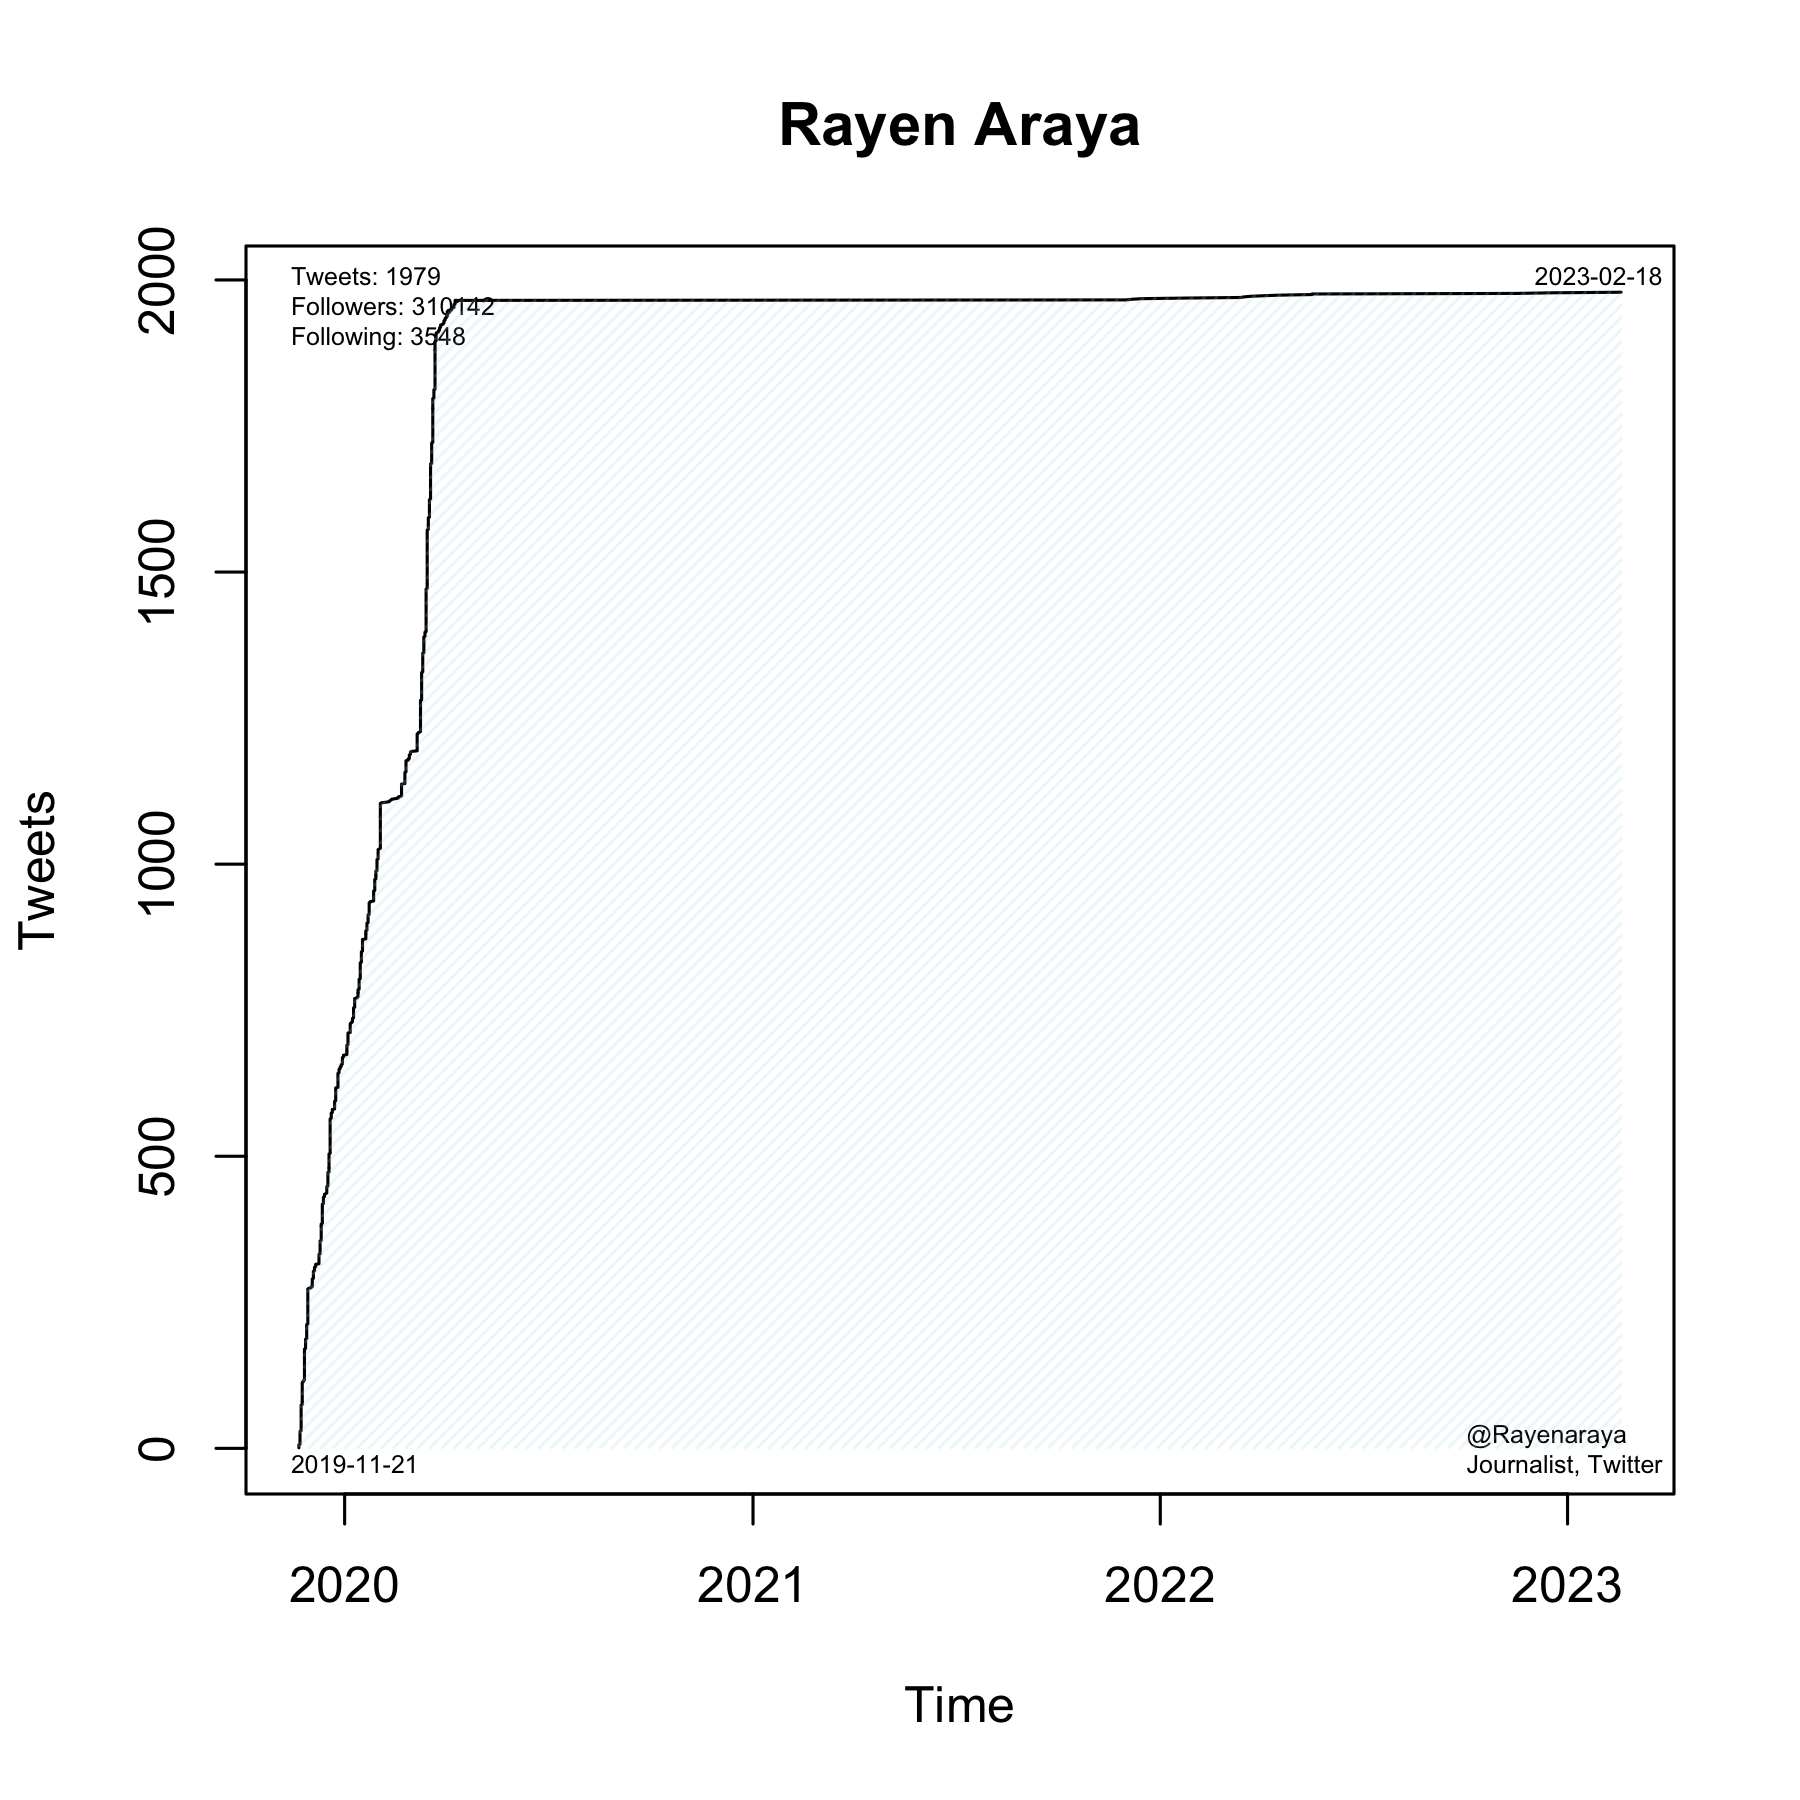 Rayen Araya
Tweets: 1979
Followers: 310142
Following: 3548
2023-02-18
2000
1500
1000
500
0
Tweets
@Rayenaraya
Journalist, Twitter
2019-11-21
2020
2021
2022
2023
Time